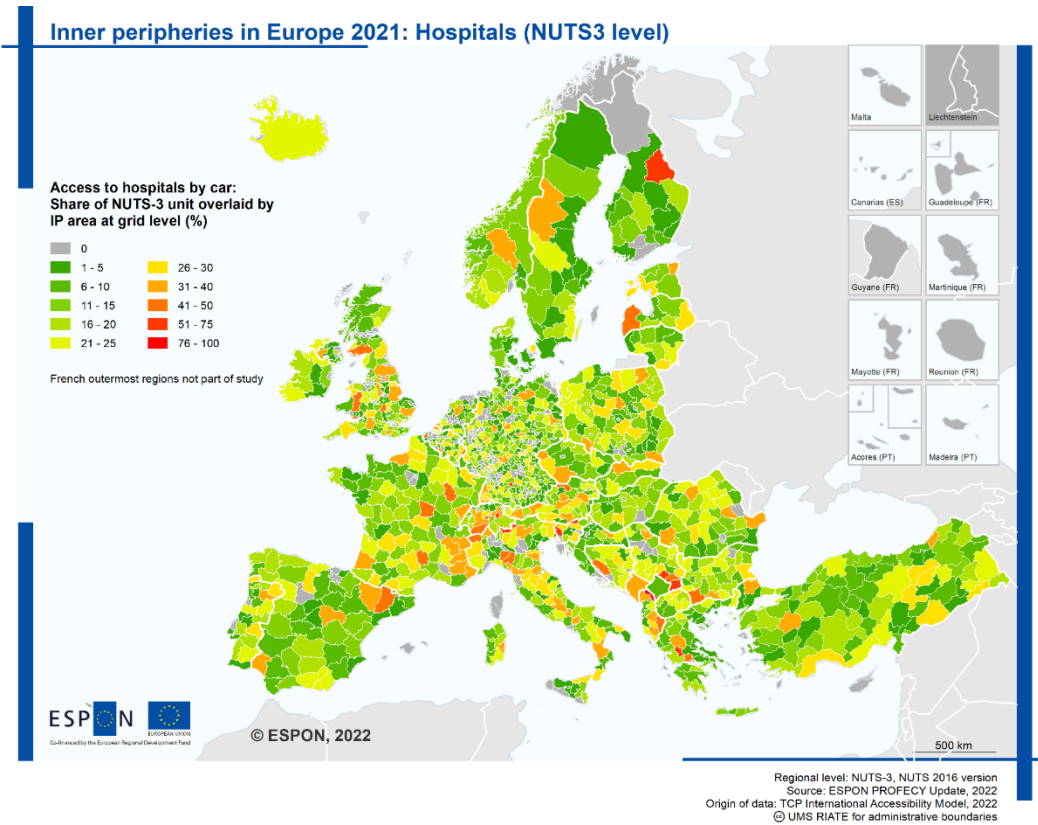 Inner peripheries in Europe 2021: Hospitals (NUTS3 level)
Malta
Liechtenstein
Canarias (ES)
Guadeloupe (FR)
Guyane (FR)
Martinique (FR)
Mayotte (FR)
Reunion (FR)
Acores (PT)
Madeira (PT)
Access to hospitals by car:
Share of NUTS-3 unit overlaid by
IP area at grid level (%)
0
1 - 5
6 - 10
11 - 15
16 - 20
21 - 25
26 - 30
31 - 40
41 - 50
51 - 75
76 - 100
French outermost regions not part of study
ESPON
EUROPEAN UNION
Co-financed by the European Regional Development Fund
© ESPON, 2022
500 km
Regional level: NUTS-3, NUTS 2016 version
Source: ESPON PROFECY Update, 2022
Origin of data: TCP International Accessibility Model, 2022
㏄ UMS RIATE for administrative boundaries